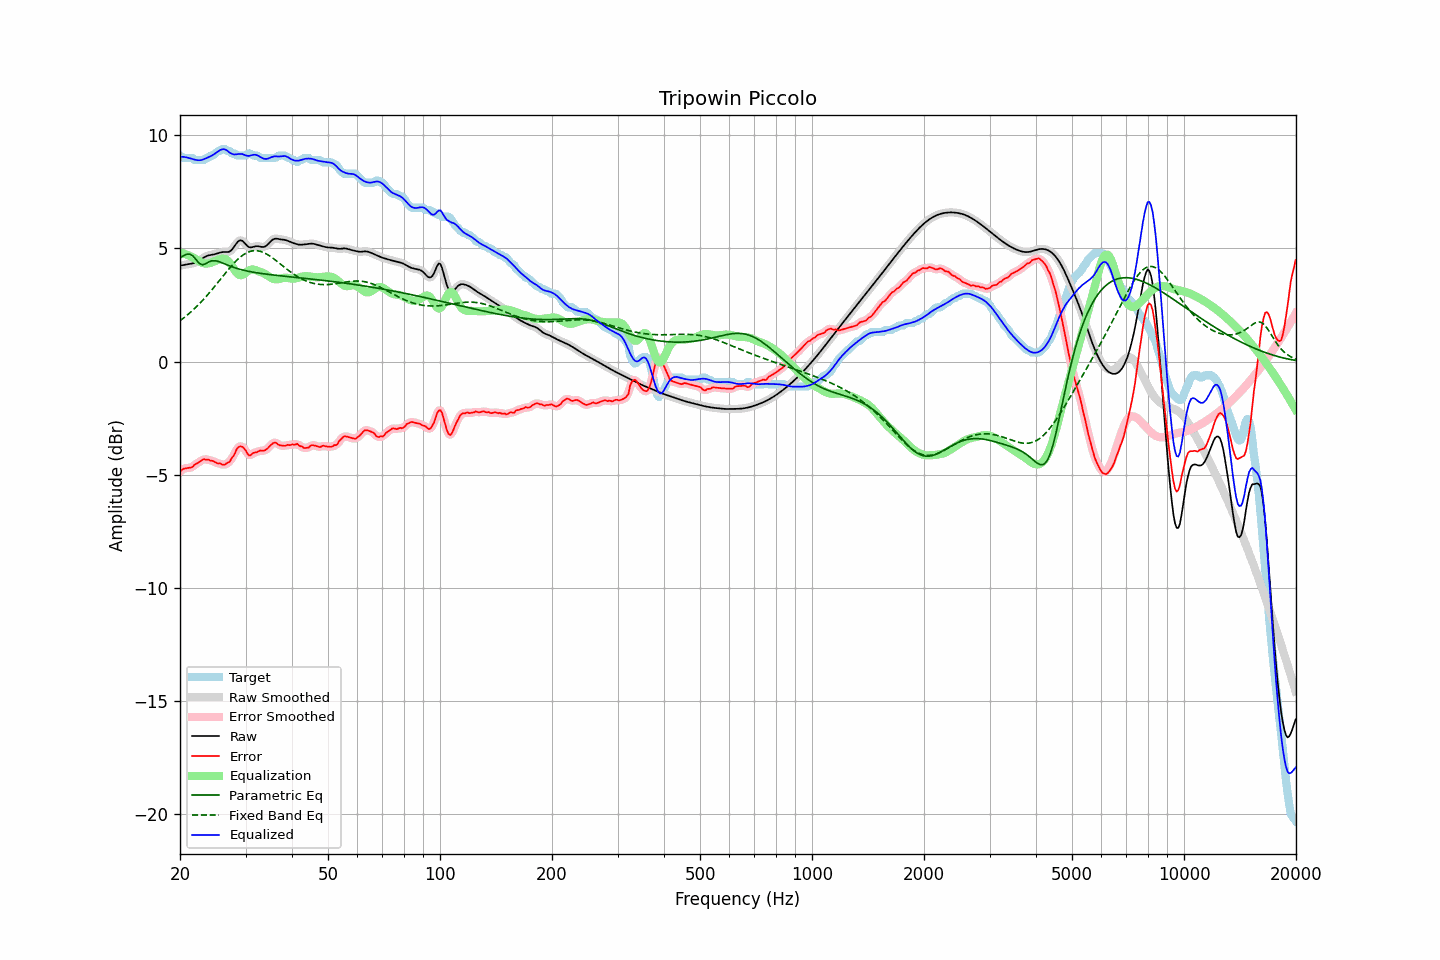 Tripowin Piccolo
10
5
0
−5
−10
−15
−20
Amplitude (dBr)
Target
Raw Smoothed
Error Smoothed
Raw
Error
Equalization
Parametric Eq
Fixed Band Eq
Equalized
20 50 100 200 500 1000 2000 5000 10000 20000
Frequency (Hz)